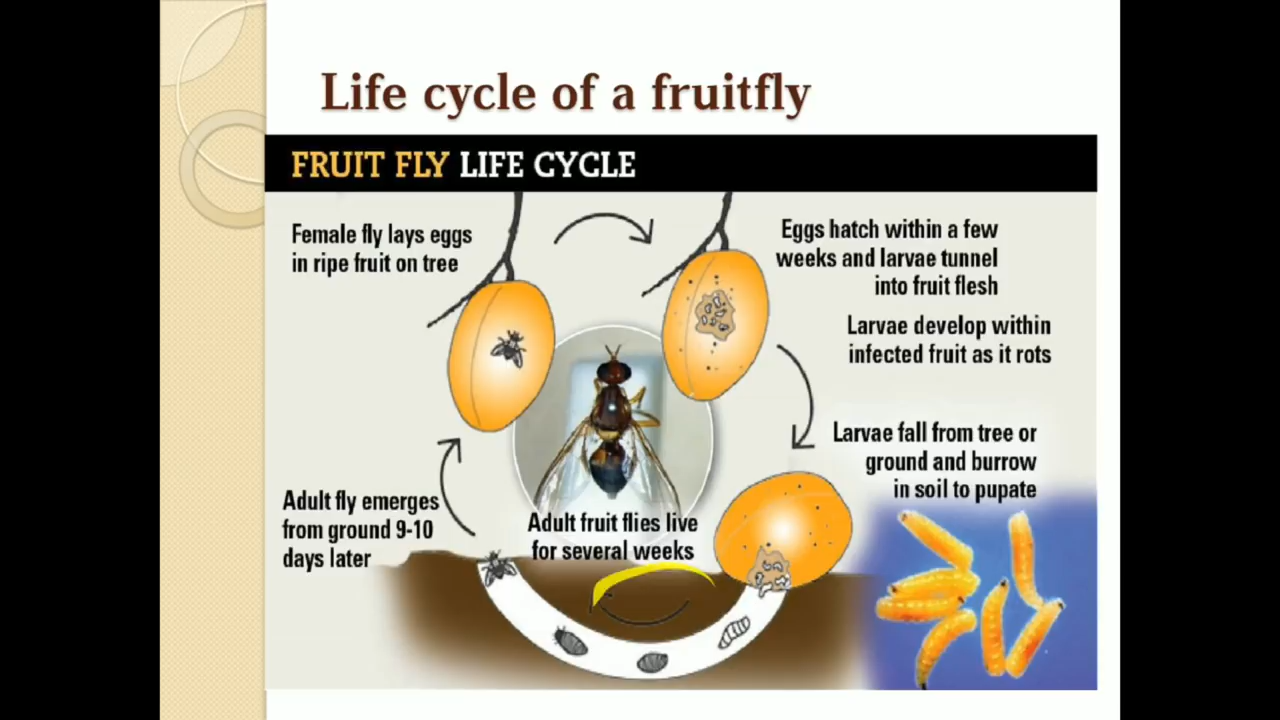 Life cycle of a fruitfly
FRUIT FLY LIFE CYCLE
Female fly lays eggs
in ripe fruit on tree
Eggs hatch within a few
weeks and larvae tunnel
into fruit flesh
Larvae develop within
infected fruit as it rots
Larvae fall from tree or
ground and burrow
in soil to pupate
Adult fly emerges
from ground 9-10
days later
Adult fruit flies live
for several weeks